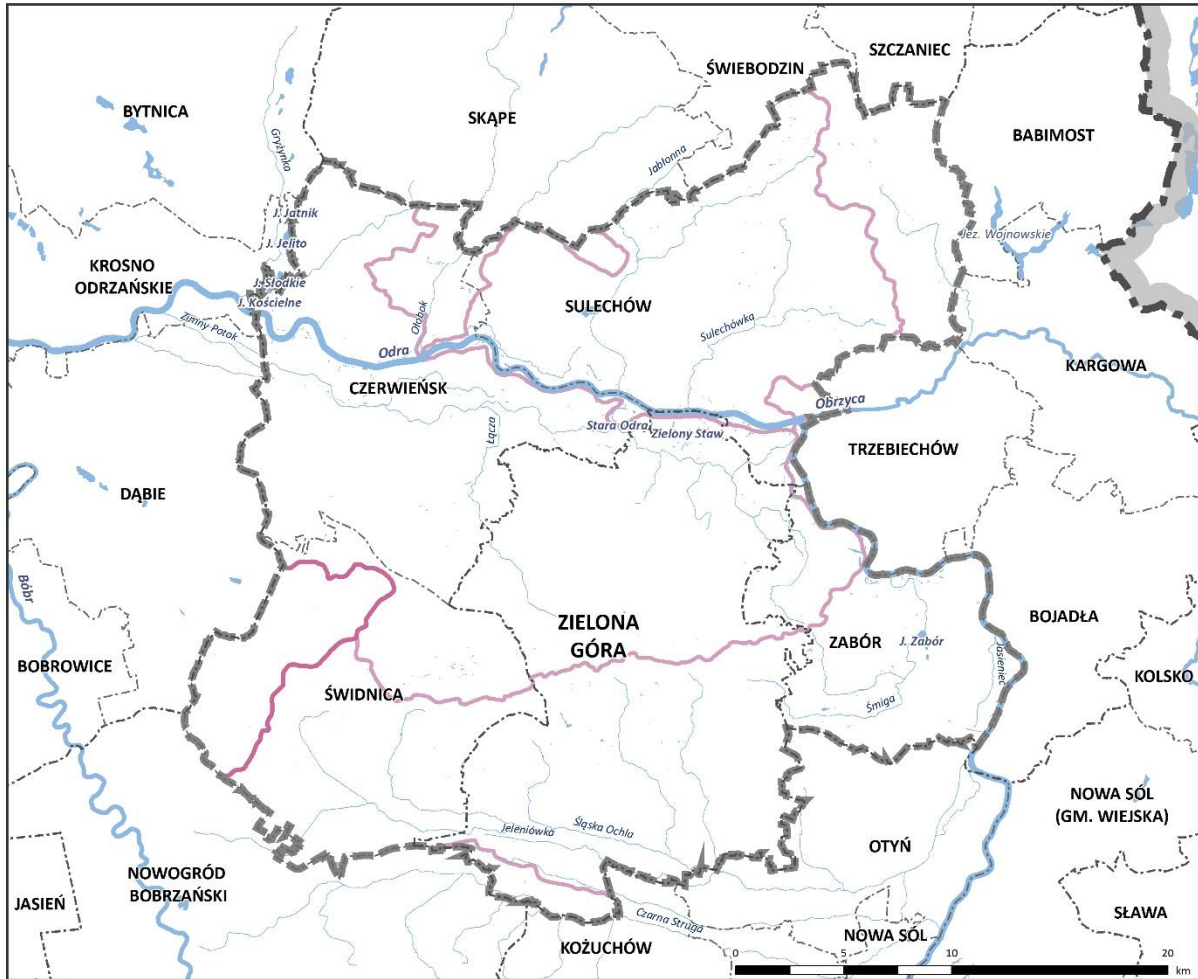 SZCZANIEC
ŚWIEBODZIN
BYTNICA
SKĄPE
BABIMOST
Gryżynka
Jabłonna
J. Jatnik
J. Jelito
Jez. Wojnowskie
KROSNO
ODRZAŃSKIE
J. Słodkie
J. Kościelne
SULECHÓW
Zimny Potok
Ołobok
Sulechówka
Odra
KARGOWA
CZERWIEŃSK
Obrzyca
Stara Odra
Zielony Staw
Łącza
TRZEBIECHÓW
DĄBIE
Bóbr
ZIELONA
GÓRA
BOJADŁA
ZABÓR
J. Zabór
Jasieniec
BOBROWICE
KOLSKO
ŚWIDNICA
Śmiga
NOWA SÓL
(GM. WIEJSKA)
Śląska Ochla
Jeleniówka
OTYŃ
NOWOGRÓD
BOBRZAŃSKI
JASIEŃ
SŁAWA
Czarna Struga
NOWA SÓL
KOŻUCHÓW
0 5 10 20
km